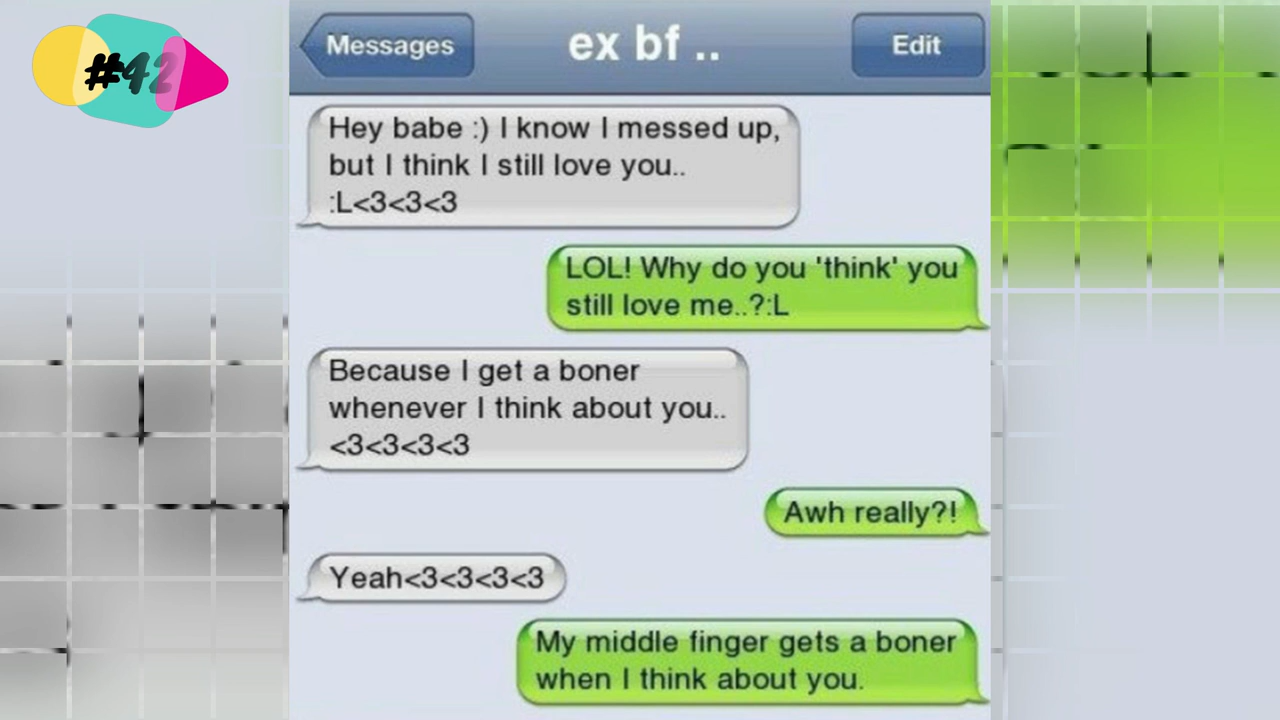 #42
Messages
ex bf ..
Edit
Hey babe :) I know I messed up,
but I think I still love you..
:L<3<3<3
LOL! Why do you 'think' you
still love me..?:L
Because I get a boner
whenever I think about you..
<3<3<3<3
Awh really?!
Yeah<3<3<3<3
My middle finger gets a boner
when I think about you.